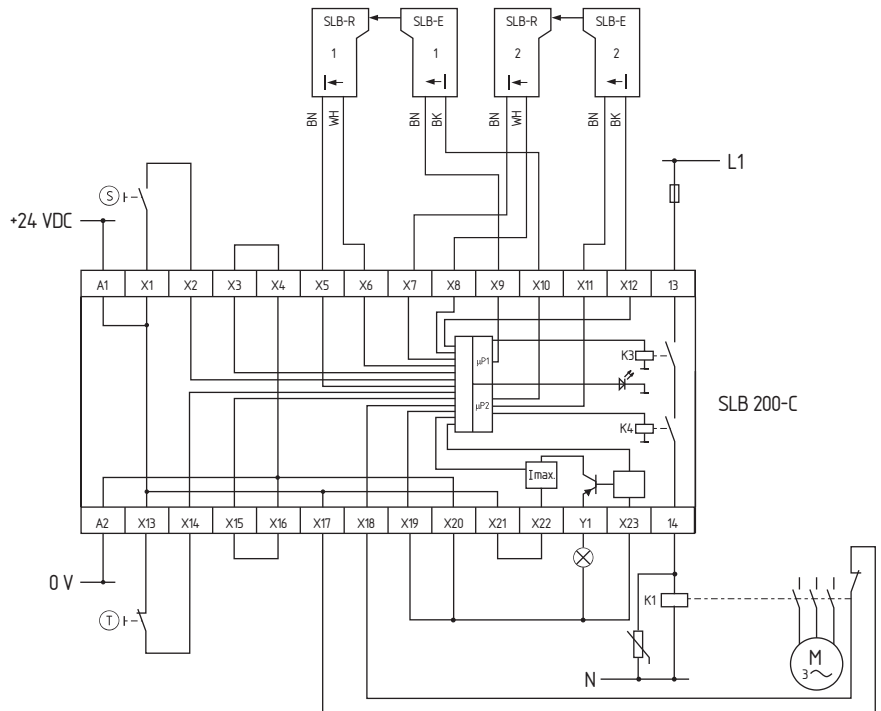 SLB-R SLB-E SLB-R SLB-E
1 1 2 2
BN WH BN BK BN WH BN BK
L1
S
+24 VDC
A1 X1 X2 X3 X4 X5 X6 X7 X8 X9 X10 X11 X12 13
µP1
K3
SLB 200-C
µP2
K4
Imax.
A2 X13 X14 X15 X16 X17 X18 X19 X20 X21 X22 Y1 X23 14
0 V
K1
T
M
3~
N